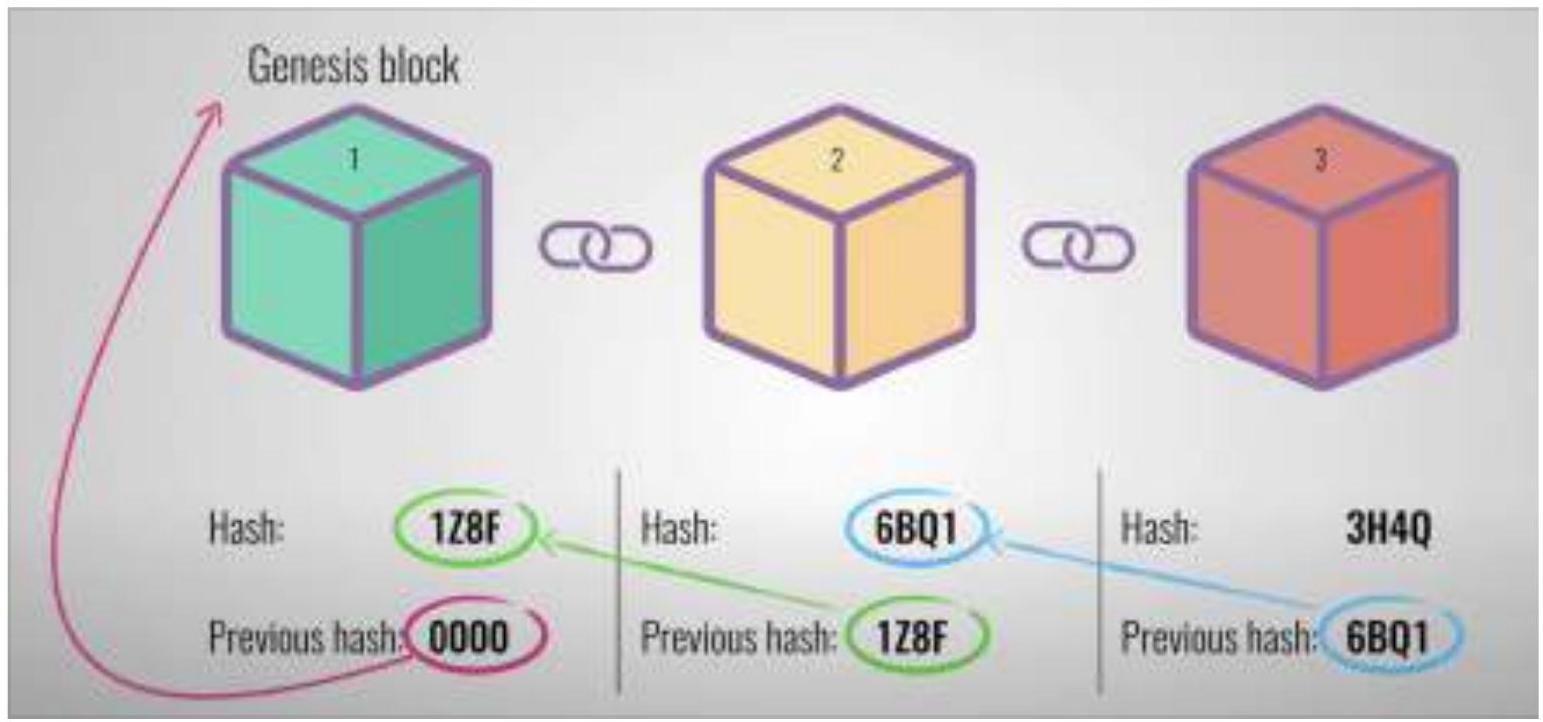 Genesis block
1
2
3
Hash: 1Z8F
Previous hash: 0000
Hash: 6BQ1
Previous hash: 1Z8F
Hash: 3H4Q
Previous hash: 6BQ1